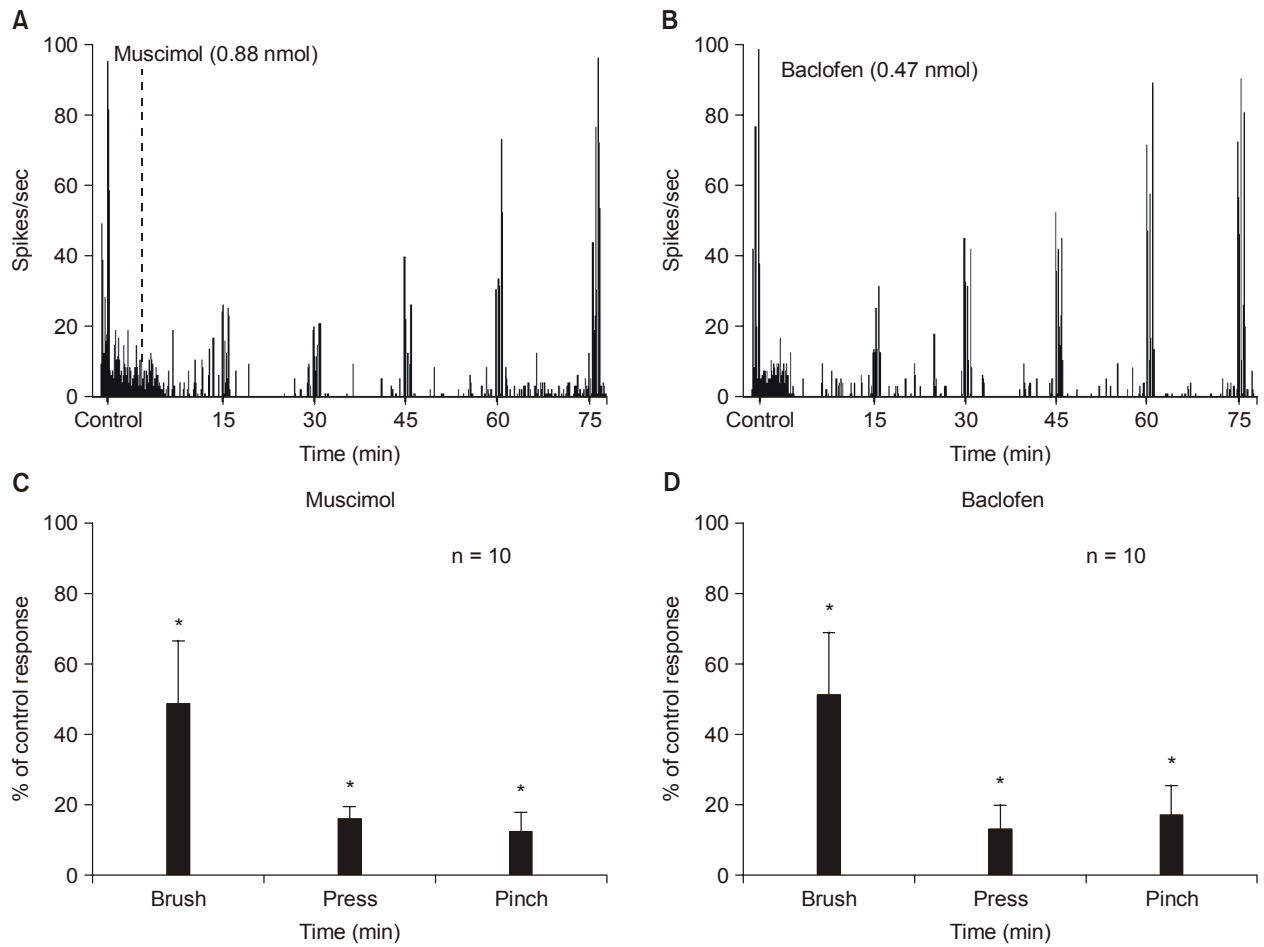 A
Muscimol (0.88 nmol)
Spikes/sec
100
80
60
40
20
0
Control 15 30 45 60 75
Time (min)
B
Baclofen (0.47 nmol)
Spikes/sec
100
80
60
40
20
0
Control 15 30 45 60 75
Time (min)
C
Muscimol
n = 10
% of control response
100
80
60
40
20
0
* * *
Brush Press Pinch
Time (min)
D
Baclofen
n = 10
% of control response
100
80
60
40
20
0
* * *
Brush Press Pinch
Time (min)